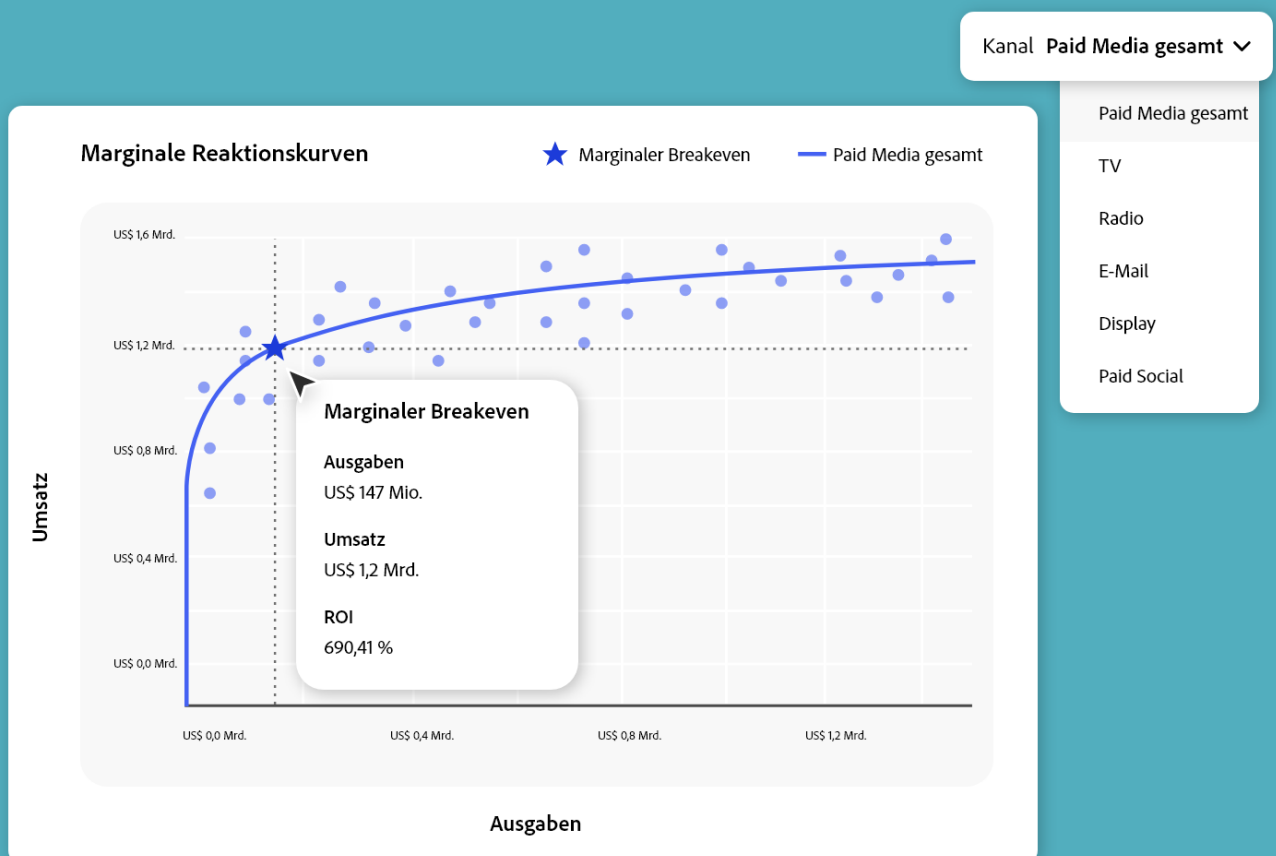 Kanal Paid Media gesamt
Paid Media gesamt
TV
Radio
E-Mail
Display
Paid Social
Marginale Reaktionskurven
Marginaler Breakeven
Paid Media gesamt
US$ 1,6 Mrd.
US$ 1,2 Mrd.
US$ 0,8 Mrd.
US$ 0,4 Mrd.
US$ 0,0 Mrd.
Umsatz
Marginaler Breakeven
Ausgaben
US$ 147 Mio.
Umsatz
US$ 1,2 Mrd.
ROI
690,41 %
US$ 0,0 Mrd.
US$ 0,4 Mrd.
US$ 0,8 Mrd.
US$ 1,2 Mrd.
Ausgaben